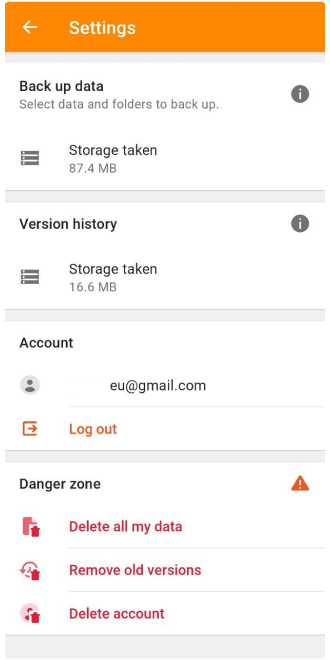 Settings
Back up data
Select data and folders to back up.
Storage taken
87.4 MB
Version history
Storage taken
16.6 MB
Account
eu@gmail.com
Log out
Danger zone
Delete all my data
Remove old versions
Delete account